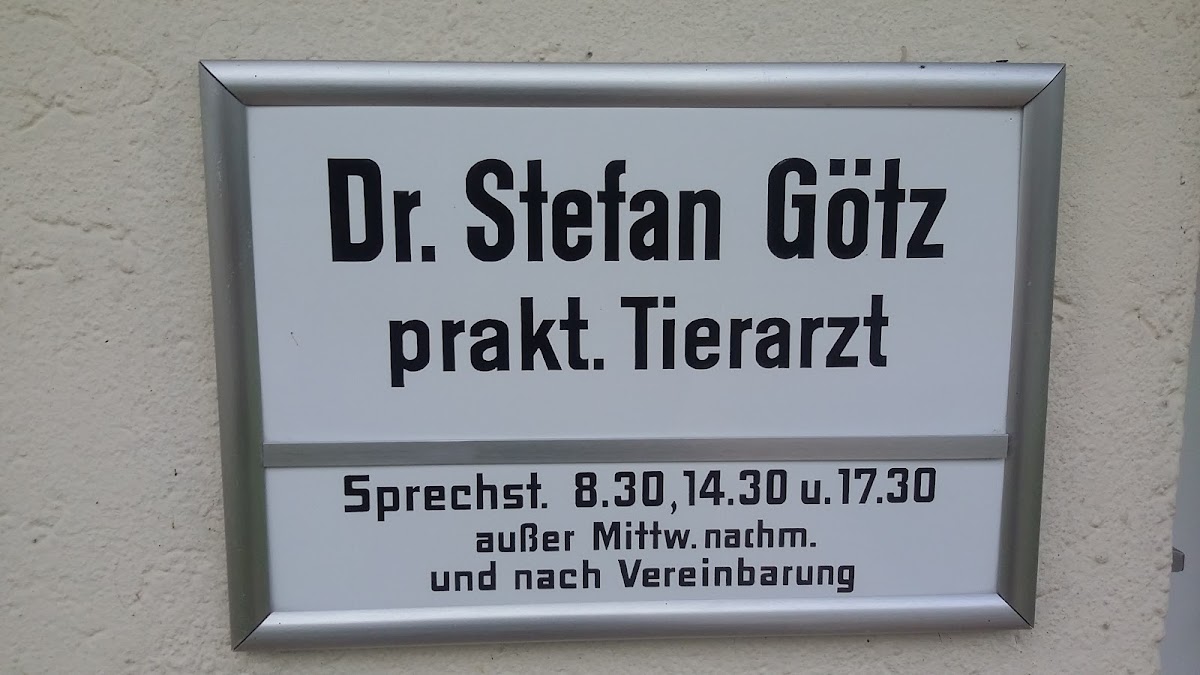 Dr. Stefan Götz
prakt. Tierarzt
Sprechst. 8.30, 14.30 u. 17.30
außer Mittw. nachm.
und nach Vereinbarung